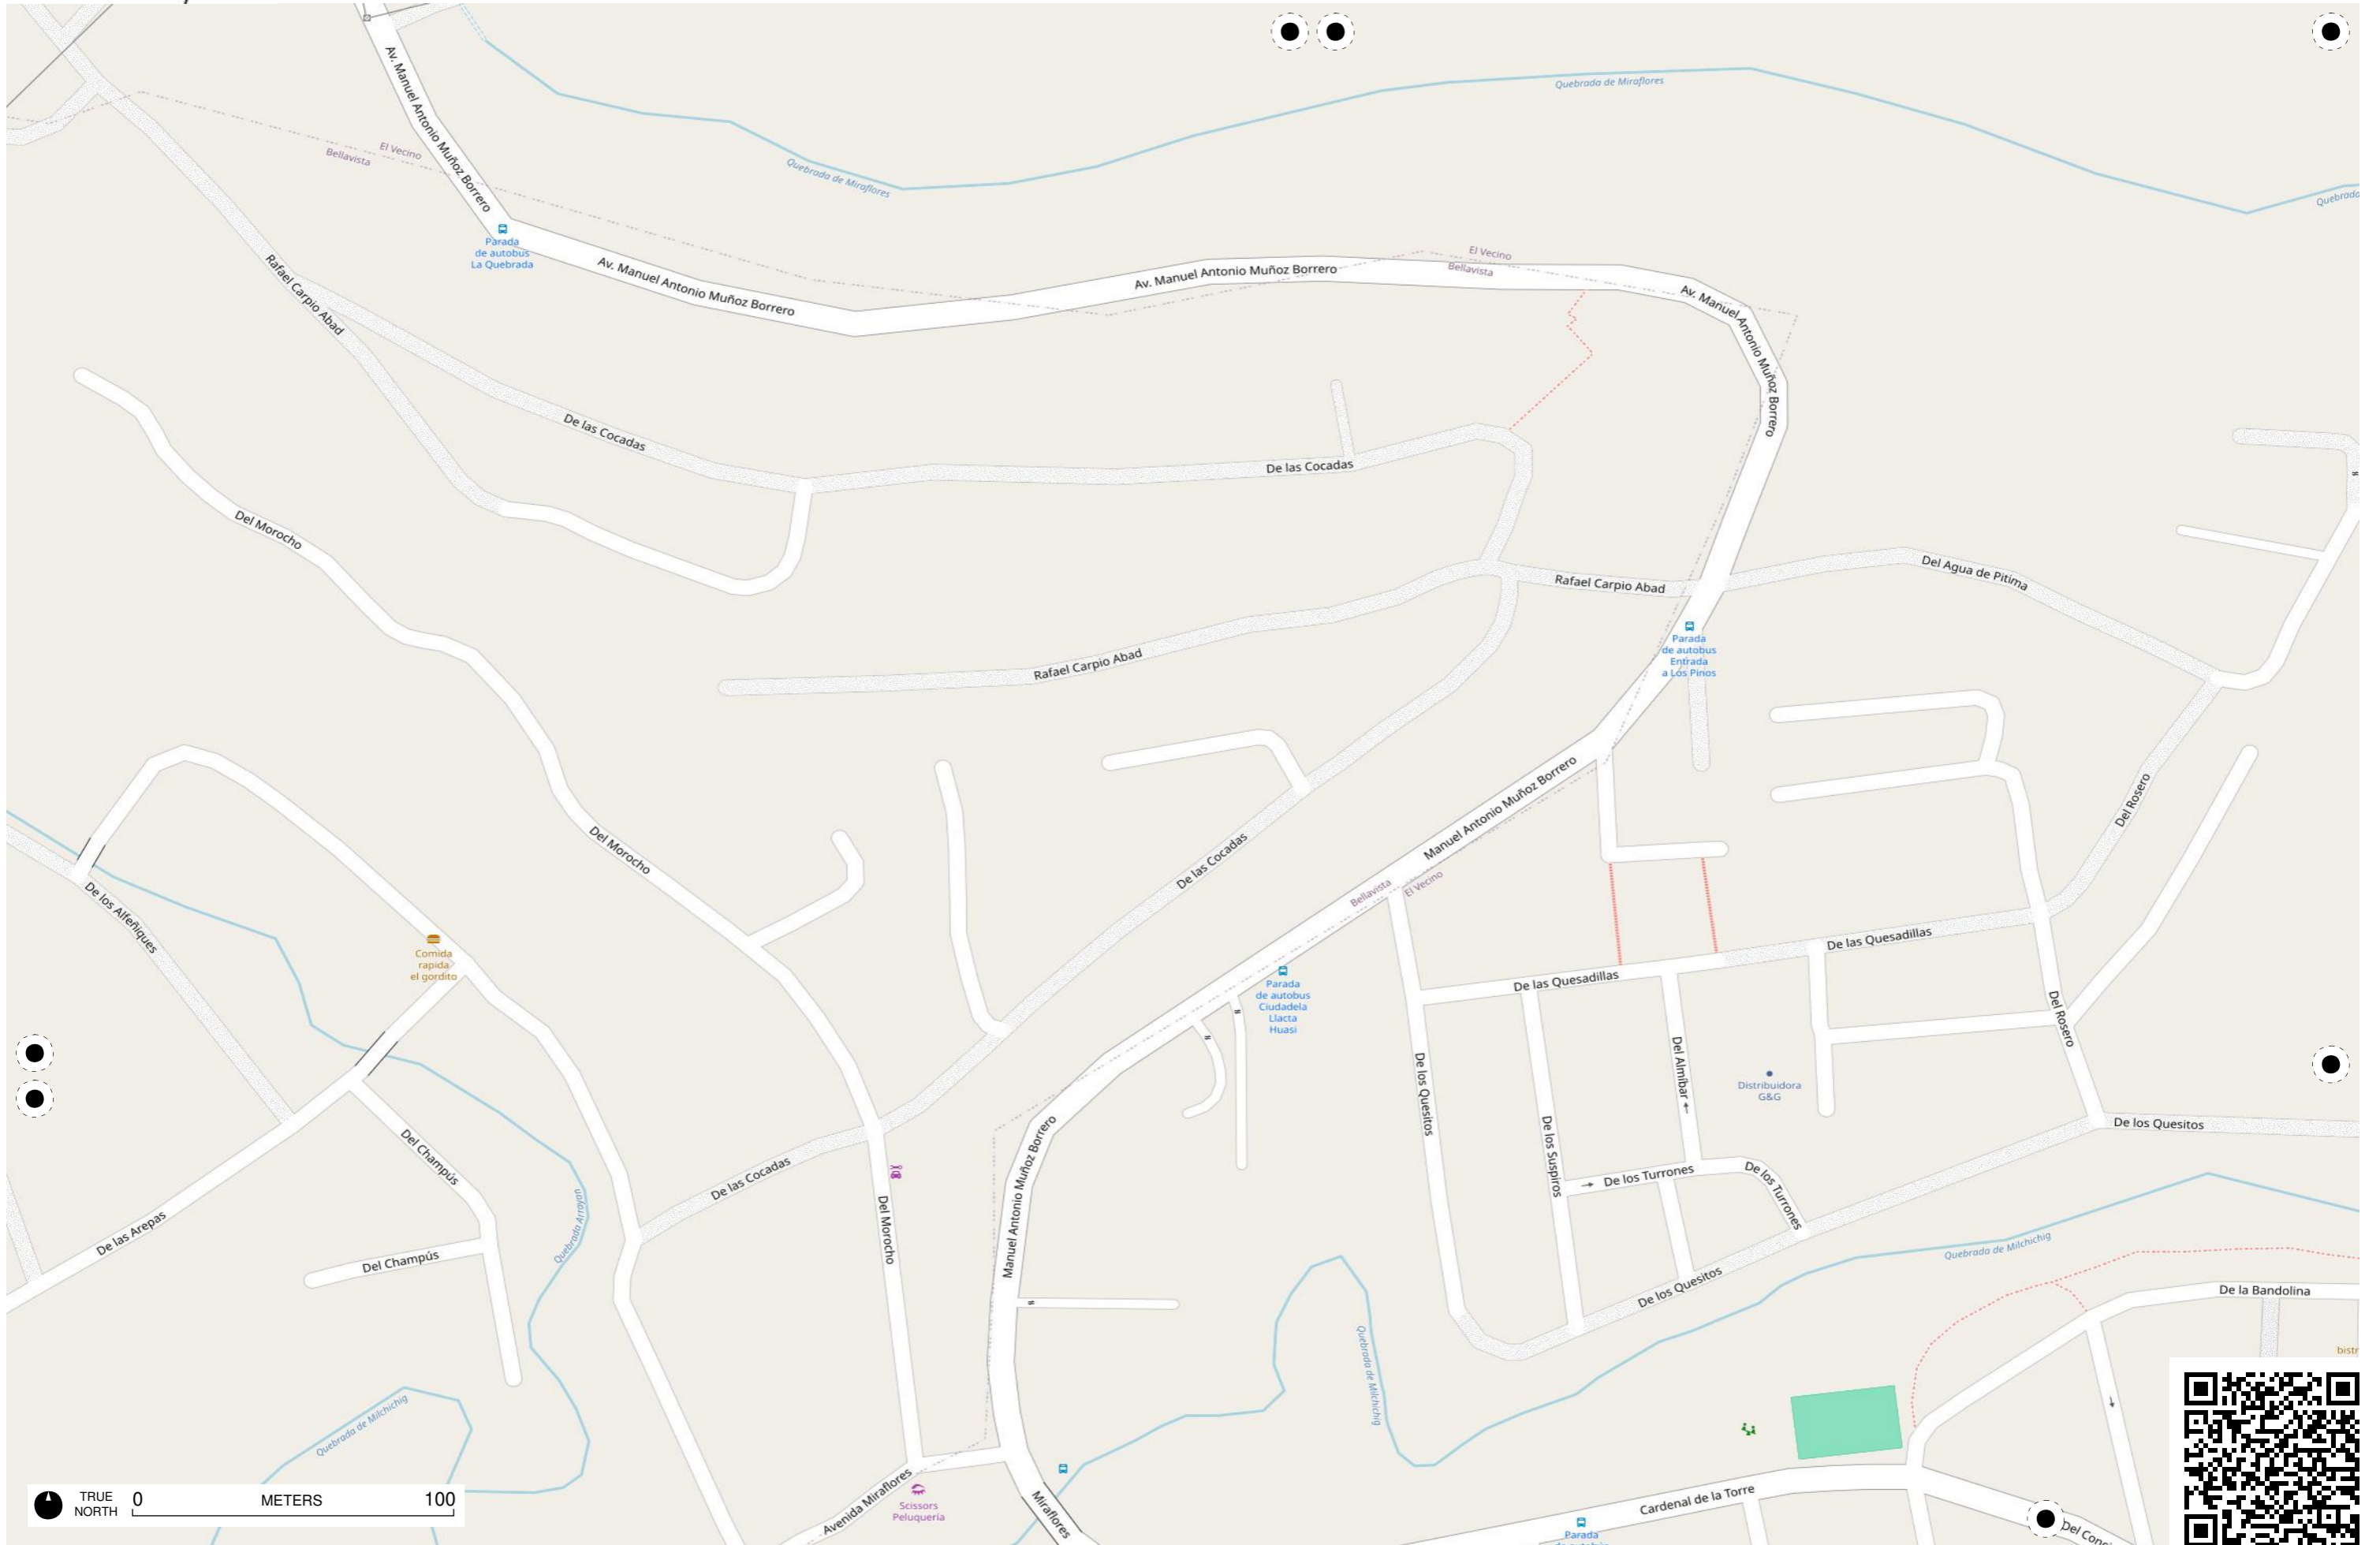 Av. Manuel Antonio Muñoz Borrero
Quebrada de Miraflores
El Vecino
Bellavista
Quebrada de Miraflores
Parada
de autobus
La Quebrada
Av. Manuel Antonio Muñoz Borrero
Av. Manuel Antonio Muñoz Borrero
El Vecino
Bellavista
Av. Manuel Antonio Muñoz Borrero
Rafael Carpio Abad
De las Cocadas
De las Cocadas
Del Morocho
Rafael Carpio Abad
Del Agua de Pitima
Parada
de autobus
Entrada
a Los Pinos
Rafael Carpio Abad
Manuel Antonio Muñoz Borrero
Del Rosero
Del Morocho
De las Cocadas
Bellavista
El Vecino
De los Alfeñiques
Comida
rapida
el gordito
Parada
de autobus
Ciudadela
Llacta
Huasi
De las Quesadillas
De las Quesadillas
Del Rosero
De los Quesitos
Del Almíbar
Distribuidora
G&G
De los Suspiros
De los Quesitos
Del Champús
De las Cocadas
De los Turrones
De los Turrones
Del Morocho
Manuel Antonio Muñoz Borrero
Quebrada Arrayan
De las Arepas
Del Champús
Quebrada de Milchichig
De los Quesitos
De la Bandolina
Quebrada de Milchichig
Quebrada de Milchichig
Avenida Miraflores
Scissors
Peluquería
Miraflores
Cardenal de la Torre
Parada
TRUE
NORTH
0 METERS 100